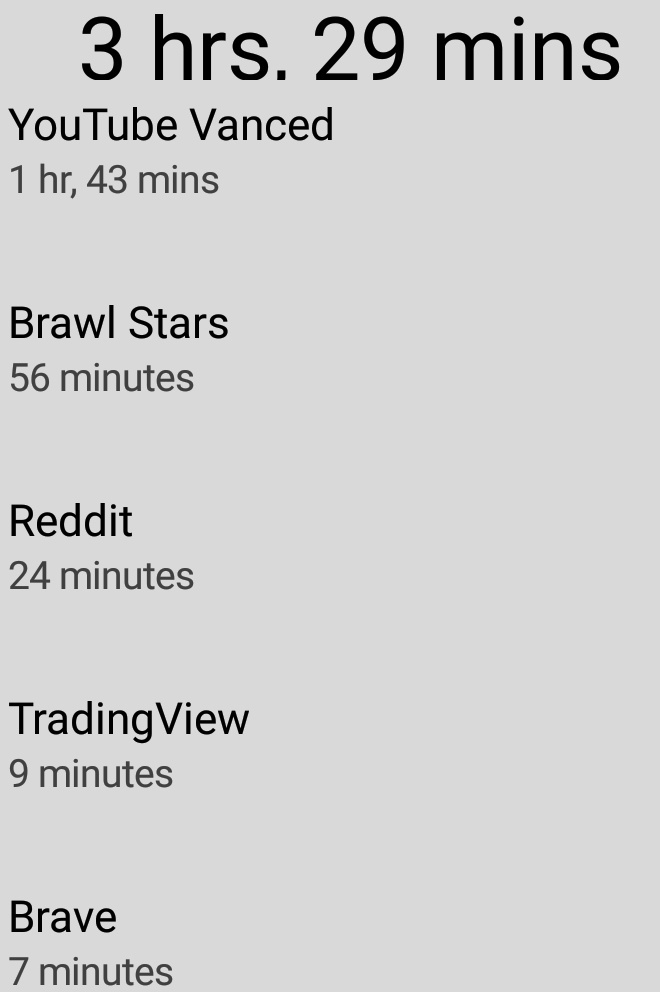 3 hrs. 29 mins
YouTube Vanced
1 hr, 43 mins
Brawl Stars
56 minutes
Reddit
24 minutes
TradingView
9 minutes
Brave
7 minutes